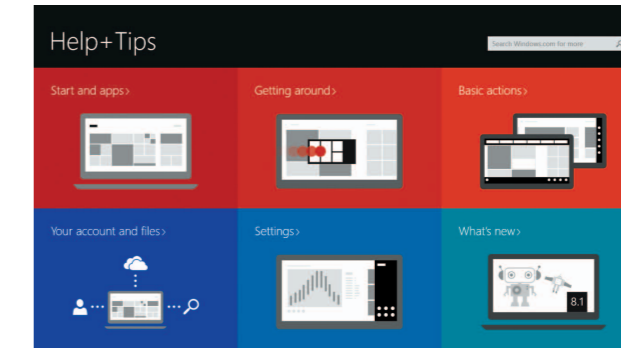 Help+Tips
Search Windows.com for more
Start and apps>
Getting around>
Basic actions>
Your account and files>
Settings>
What's new>
8.1